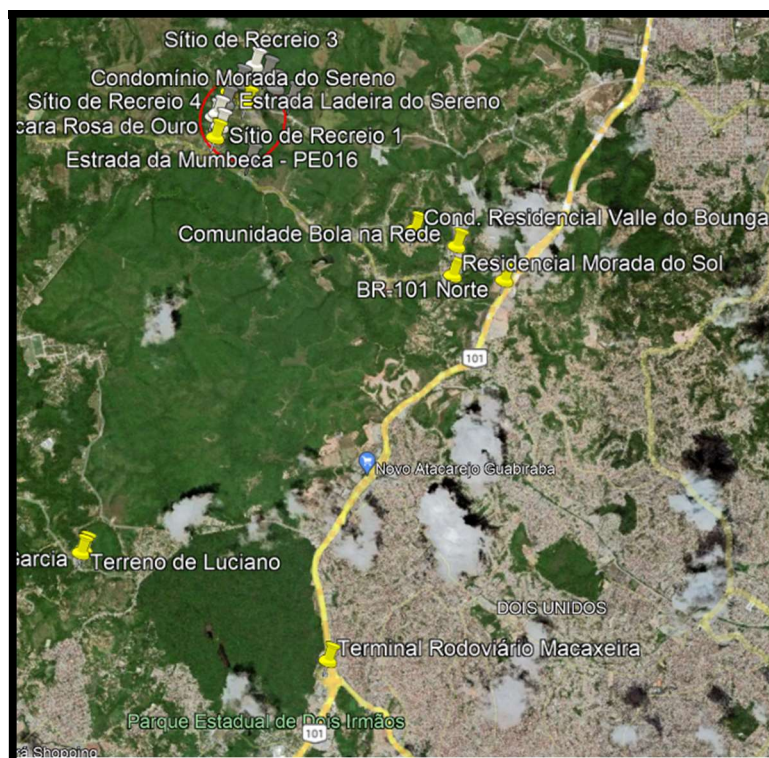 Sítio de Recreio 3
Condomínio Morada do Sereno
Sítio de Recreio 4
Estrada Ladeira do Sereno
cara Rosa de Ouro
Sítio de Recreio 1
Estrada da Mumbeca - PE016
Cond. Residencial Valle do Bounga
Comunidade Bola na Rede
Residencial Morada do Sol
BR-101 Norte
101
Novo Atacarejo Guabiraba
Garcia
Terreno de Luciano
DOIS UNIDOS
Terminal Rodoviário Macaxeira
Parque Estadual de Dois Irmãos
101
rá Shopping